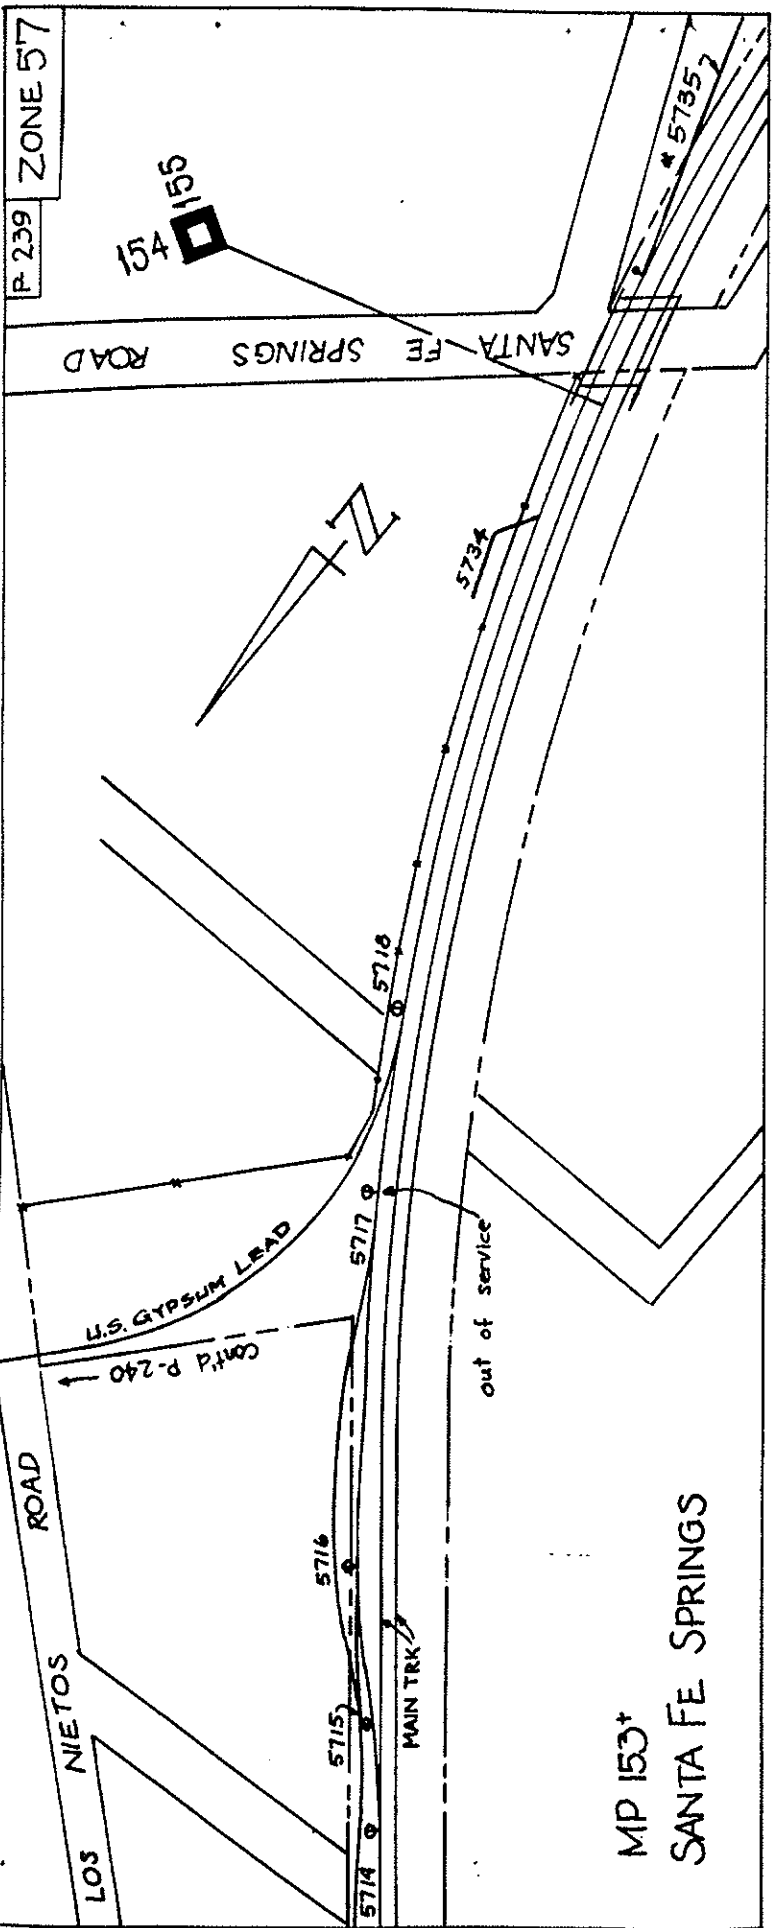 P 239
ZONE 57
154
155
SANTA FE SPRINGS ROAD
* 5735
5734
N
5718
5717
out of service
U.S. GYPSUM LEAD
Cont'd P-240
LOS NIETOS ROAD
5716
5715
5714
MAIN TRK
MP 153+
SANTA FE SPRINGS